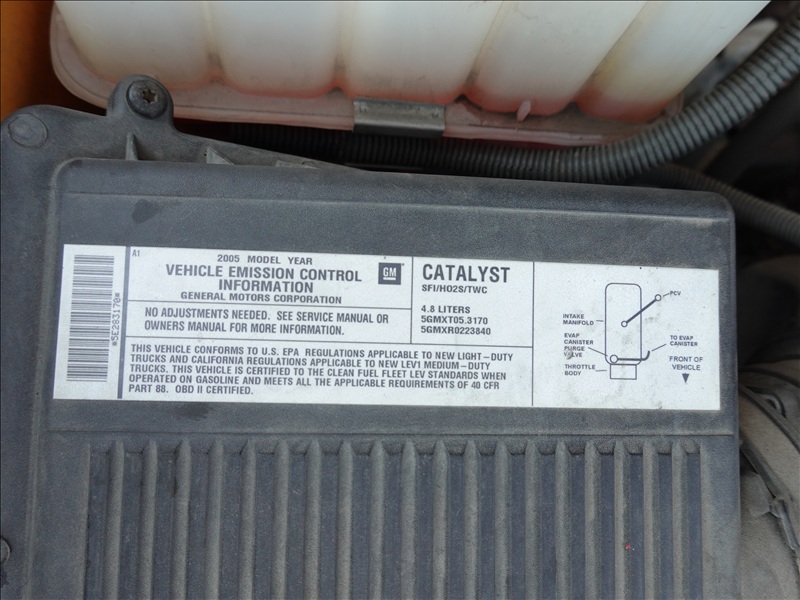 *5E283170*
A1
2005 MODEL YEAR
VEHICLE EMISSION CONTROL
INFORMATION
GENERAL MOTORS CORPORATION
GM
NO ADJUSTMENTS NEEDED. SEE SERVICE MANUAL OR
OWNERS MANUAL FOR MORE INFORMATION.
CATALYST
SFI/HO2S/TWC
4.8 LITERS
5GMXT05.3170
5GMXR0223840
THIS VEHICLE CONFORMS TO U.S. EPA REGULATIONS APPLICABLE TO NEW LIGHT-DUTY
TRUCKS AND CALIFORNIA REGULATIONS APPLICABLE TO NEW LEV1 MEDIUM-DUTY
TRUCKS. THIS VEHICLE IS CERTIFIED TO THE CLEAN FUEL FLEET LEV STANDARDS WHEN
OPERATED ON GASOLINE AND MEETS ALL THE APPLICABLE REQUIREMENTS OF 40 CFR
PART 88. OBD II CERTIFIED.
PCV
INTAKE
MANIFOLD
EVAP
CANISTER
PURGE
VALVE
THROTTLE
BODY
TO EVAP
CANISTER
FRONT OF
VEHICLE